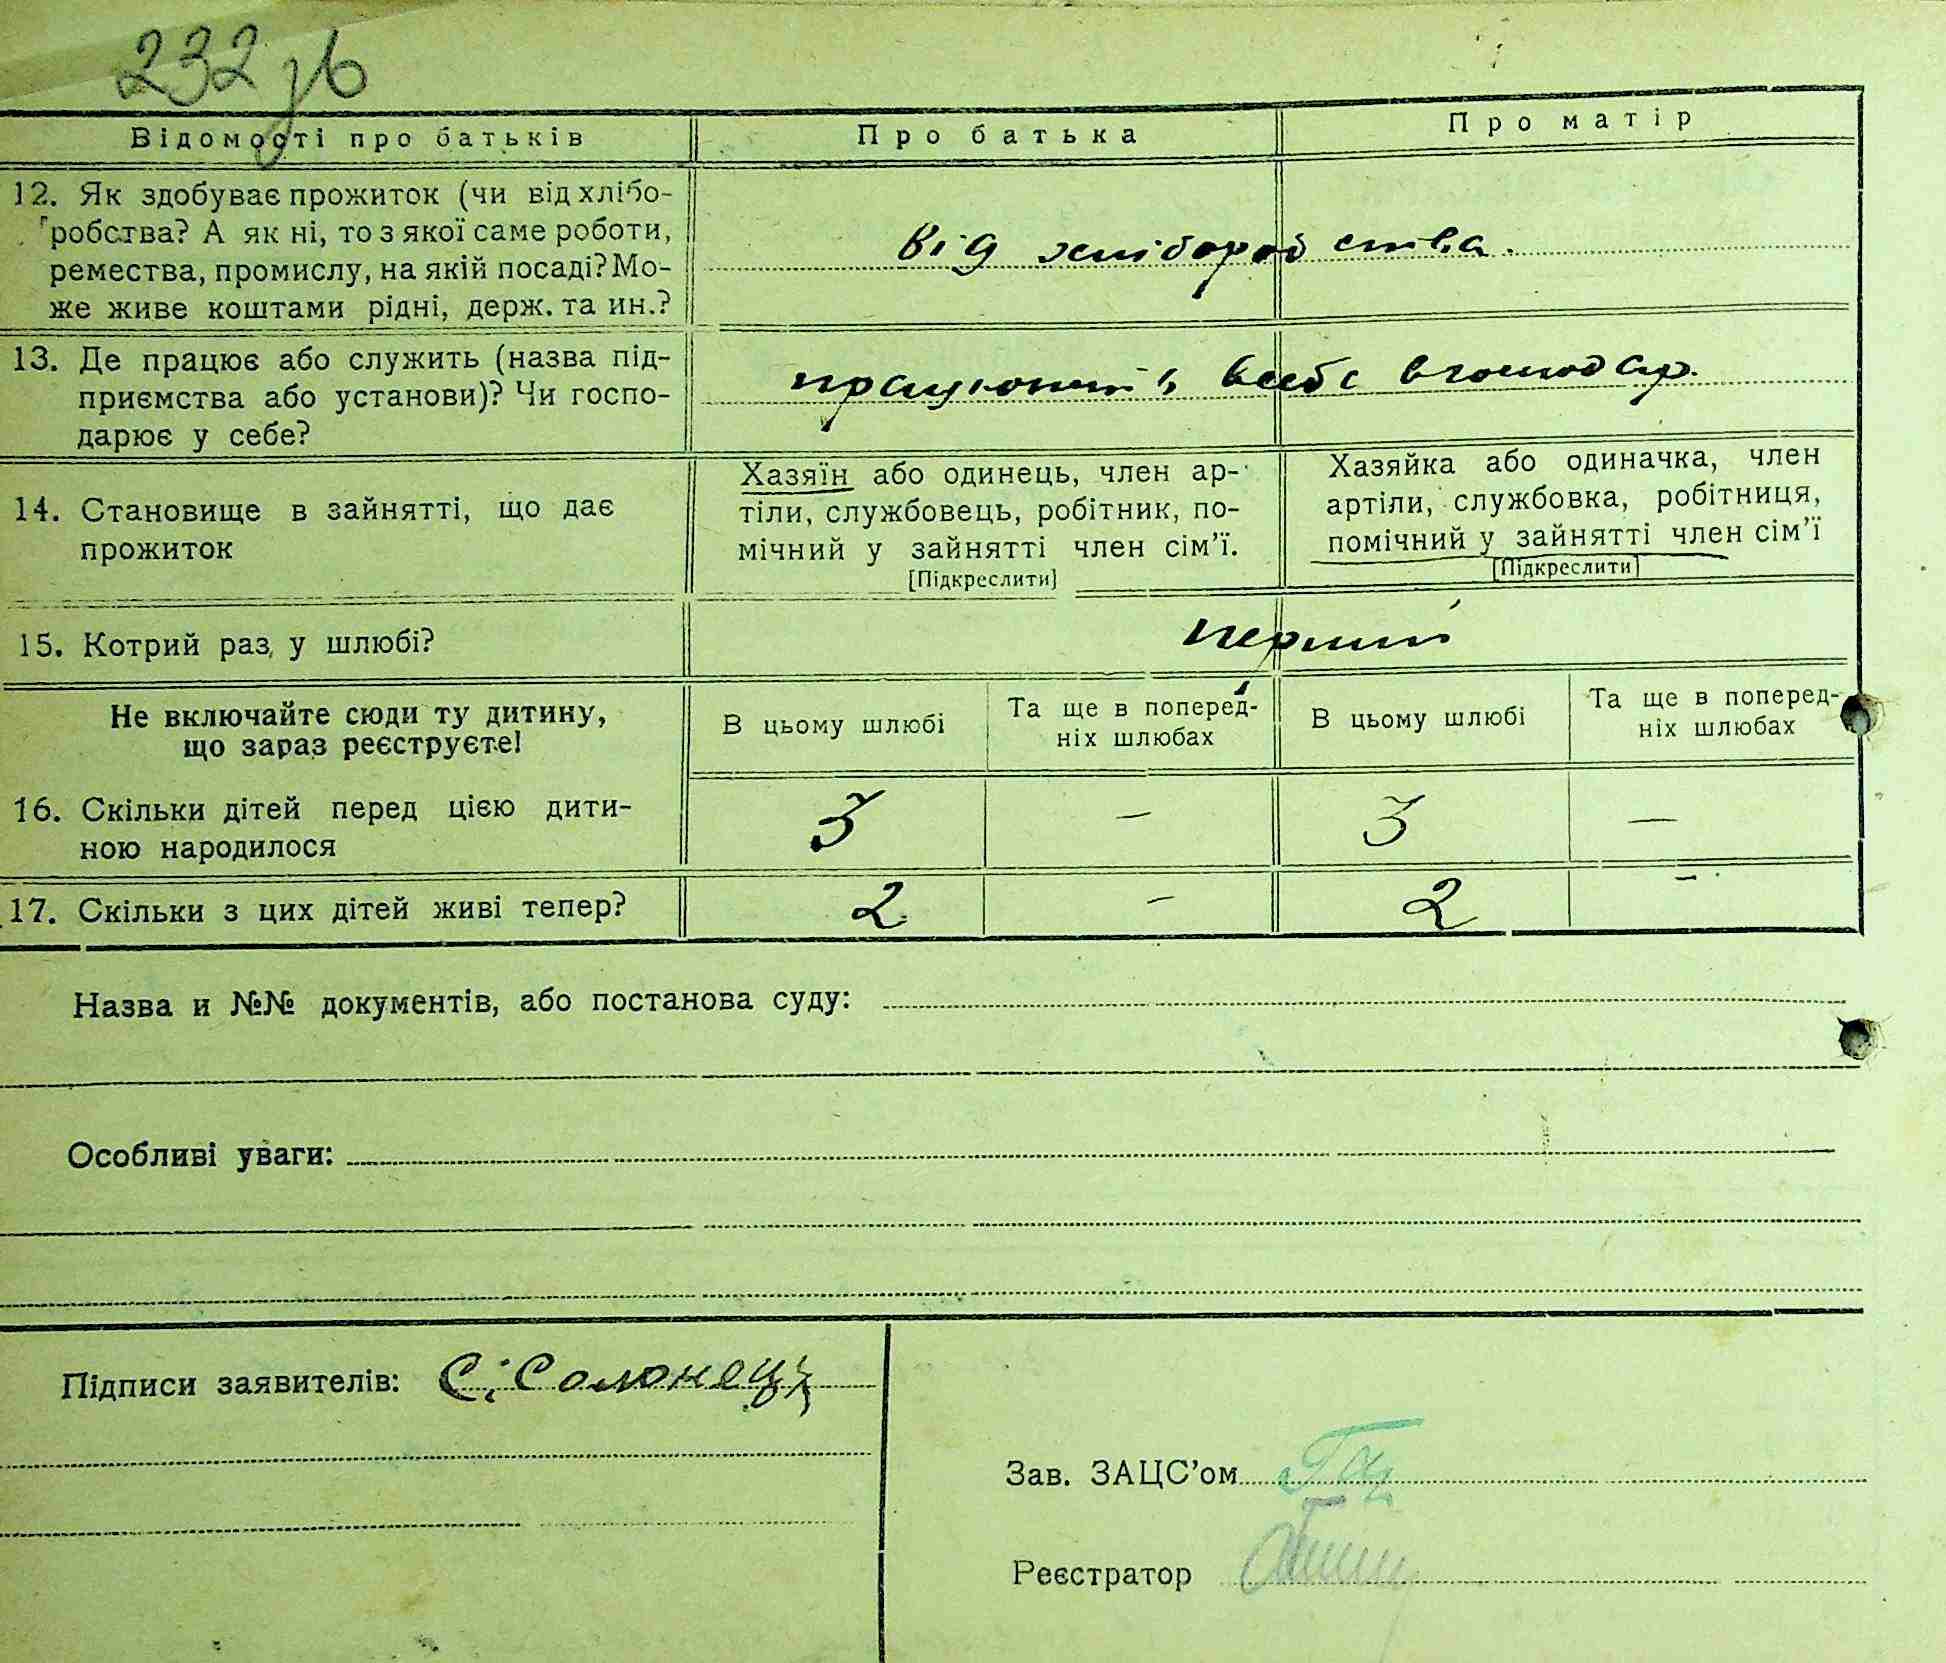 232 зв
Відомості про батьків
Про батька
Про матір
12. Як здобуває прожиток (чи від хлібо-
робства? А як ні, то з якої саме роботи,
ремества, промислу, на якій посаді? Мо-
же живе коштами рідні, держ. та ин.?
від хліборобства.
13. Де працює або служить (назва під-
приємства або установи)? Чи госпо-
дарює у себе?
14. Становище в зайнятті, що дає
прожиток
Хазяїн або одинець, член ар-
тіли, службовець, робітник, по-
мічний у зайнятті член сім'ї.
[Підкреслити]
Хазяйка або одиначка, член
артіли, службовка, робітниця,
помічний у зайнятті член сім'ї
[Підкреслити]
15. Котрий раз у шлюбі?
перший
Не включайте сюди ту дитину,
що зараз реєструєте!
В цьому шлюбі
Та ще в поперед-
ніх шлюбах
В цьому шлюбі
Та ще в поперед-
ніх шлюбах
16. Скільки дітей перед цією дити-
ною народилося
3 — 3 —
17. Скільки з цих дітей живі тепер?
2 — 2 —
Назва и №№ документів, або постанова суду:
Особливі уваги:
Підписи заявителів: С. Солонец
Зав. ЗАЦС'ом
Реєстратор